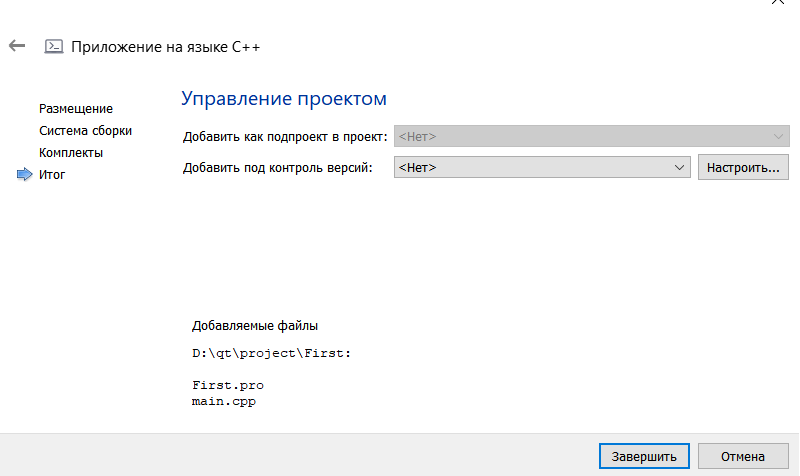 Приложение на языке C++
Размещение
Система сборки
Комплекты
Итог
Управление проектом
Добавить как подпроект в проект: <Нет>
Добавить под контроль версий: <Нет> Настроить...
Добавляемые файлы
D:\qt\project\First:
First.pro
main.cpp
Завершить Отмена